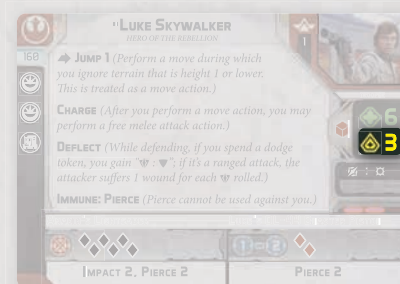 Luke Skywalker
Hero of the Rebellion
1
160
Jump 1 (Perform a move during which
you ignore terrain that is height 1 or lower.
This is treated as a move action.)
6
Charge (After you perform a move action, you may
perform a free melee attack action.)
3
Deflect (While defending, if you spend a dodge
token, you gain " : "; if it's a ranged attack, the
attacker suffers 1 wound for each rolled.)
:
Immune: Pierce (Pierce cannot be used against you.)
1 - 2
Impact 2, Pierce 2
Pierce 2